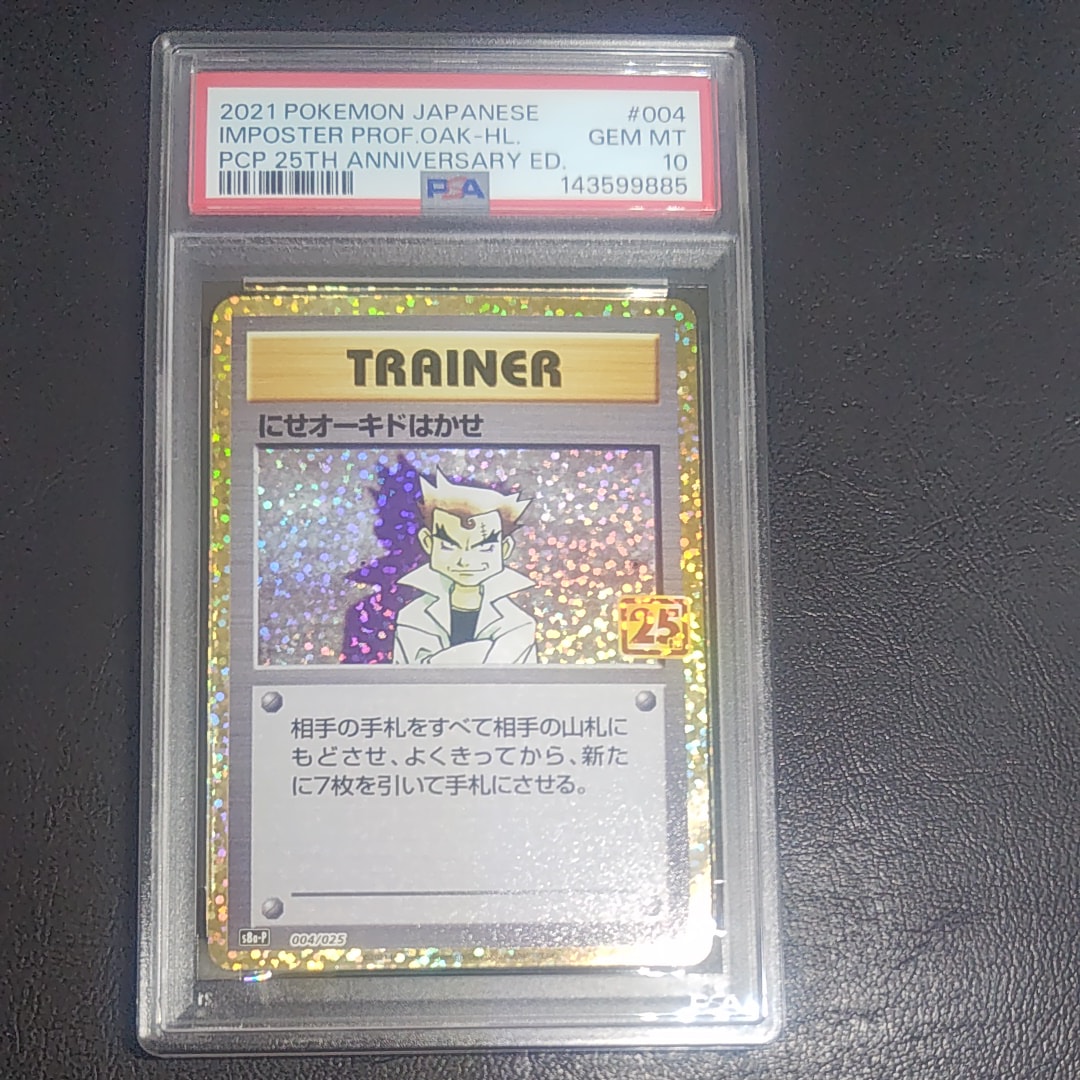 2021 POKEMON JAPANESE #004
IMPOSTER PROF.OAK-HL. GEM MT
PCP 25TH ANNIVERSARY ED. 10
PSA 143599885
TRAINER
にせオーキドはかせ
25
相手の手札をすべて相手の山札に
もどさせ、よくきってから、新た
に7枚を引いて手札にさせる。
s8a-P 004/025
PSA